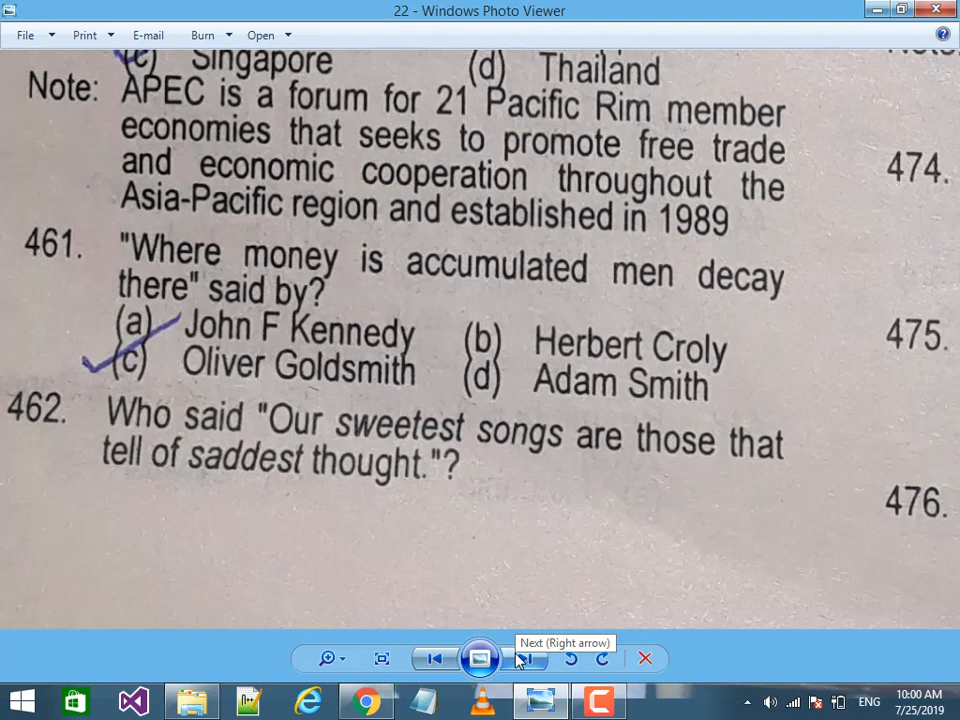 22 - Windows Photo Viewer
File
Print
E-mail
Burn
Open
(c) Singapore (d) Thailand
Note: APEC is a forum for 21 Pacific Rim member
economies that seeks to promote free trade
and economic cooperation throughout the
Asia-Pacific region and established in 1989
461. "Where money is accumulated men decay
there" said by?
(a) John F Kennedy (b) Herbert Croly
(c) Oliver Goldsmith (d) Adam Smith
462. Who said "Our sweetest songs are those that
tell of saddest thought."?
474.
475.
476.
Next (Right arrow)
ENG
10:00 AM
7/25/2019